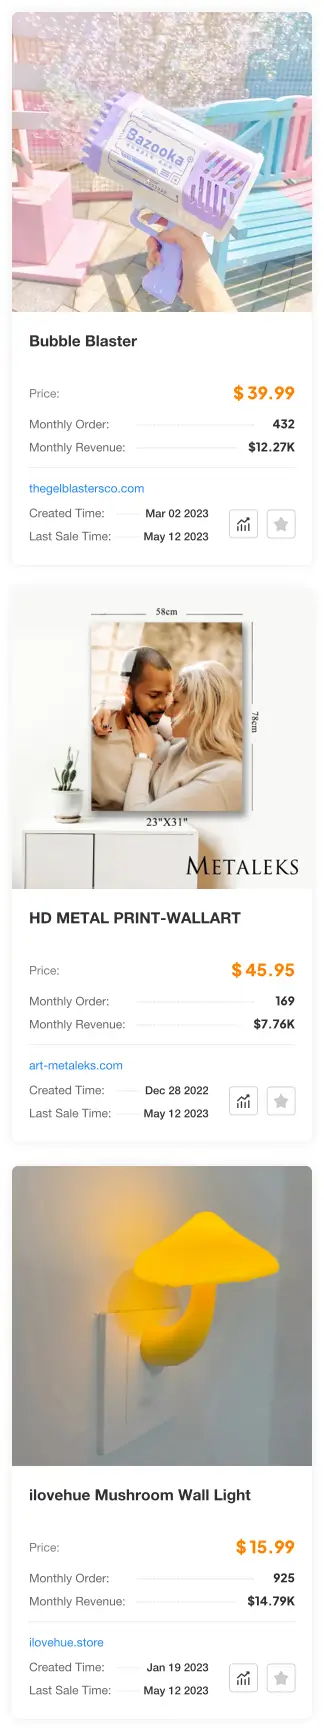 Bazooka
Bubble Blaster
Price:
$ 39.99
Monthly Order:
432
Monthly Revenue:
$12.27K
thegelblastersco.com
Created Time:
Mar 02 2023
Last Sale Time:
May 12 2023
58cm
78cm
23"X31"
METALEKS
HD METAL PRINT-WALLART
Price:
$ 45.95
Monthly Order:
169
Monthly Revenue:
$7.76K
art-metaleks.com
Created Time:
Dec 28 2022
Last Sale Time:
May 12 2023
ilovehue Mushroom Wall Light
Price:
$ 15.99
Monthly Order:
925
Monthly Revenue:
$14.79K
ilovehue.store
Created Time:
Jan 19 2023
Last Sale Time:
May 12 2023